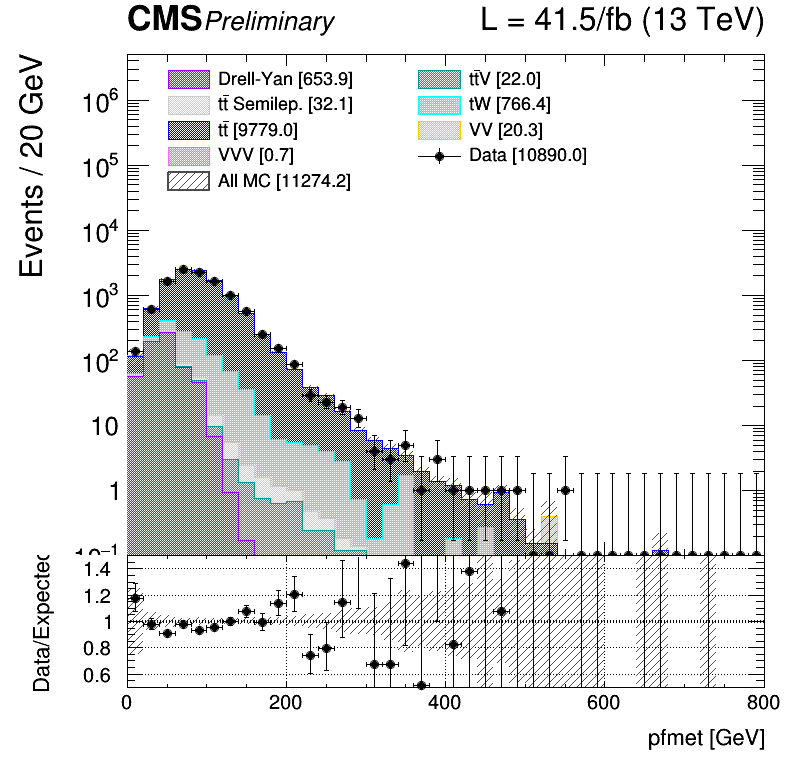 CMS Preliminary L = 41.5/fb (13 TeV)
Events / 20 GeV
Drell-Yan [653.9]
tt̄ Semilep. [32.1]
tt̄ [9779.0]
VVV [0.7]
All MC [11274.2]
tt̄V [22.0]
tW [766.4]
VV [20.3]
Data [10890.0]
10⁶
10⁵
10⁴
10³
10²
10
1
10⁻¹
Data/Expected
1.4
1.2
1
0.8
0.6
0 200 400 600 800
pfmet [GeV]